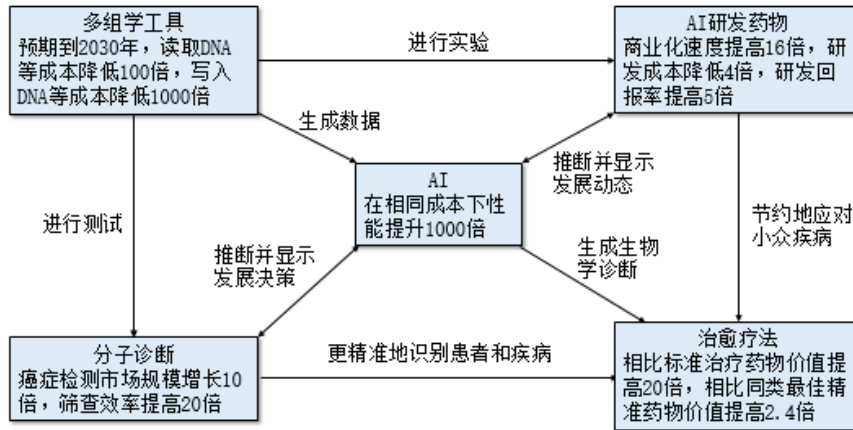 多组学工具
预期到2030年，读取DNA
等成本降低100倍，写入
DNA等成本降低1000倍
进行实验
AI研发药物
商业化速度提高16倍，研
发成本降低4倍，研发回
报率提高5倍
生成数据
推断并显示
发展动态
AI
在相同成本下性
能提升1000倍
进行测试
节约地应对
小众疾病
推断并显示
发展决策
生成生物
学诊断
分子诊断
癌症检测市场规模增长10
倍，筛查效率提高20倍
更精准地识别患者和疾病
治愈疗法
相比标准治疗药物价值提
高20倍，相比同类最佳精
准药物价值提高2.4倍